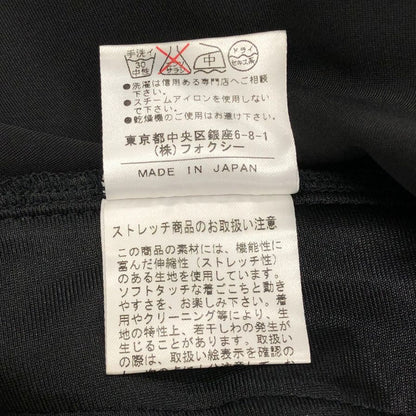 手洗イ
30
中性
エンソ
サラシ
中
ドライ
セキユ系
●洗濯は信用ある専門店へご相談
下さい。
●スチームアイロンを使用しない
で下さい。
●乾燥機のご使用はお避け下さい。
東京都中央区銀座6-8-1
(株)フォクシー
MADE IN JAPAN
ストレッチ商品のお取扱い注意
この商品の素材には、機能性に
富んだ伸縮性(ストレッチ性)
のある生地を使用しています。
ソフトタッチな着ごこちと動き
やすさを、お楽しみ下さい。着
用やクリーニング等により、生
地の特性上、若干しわの発生が
生じることがあります。お取扱い
の際は、取扱い絵表示を確認の